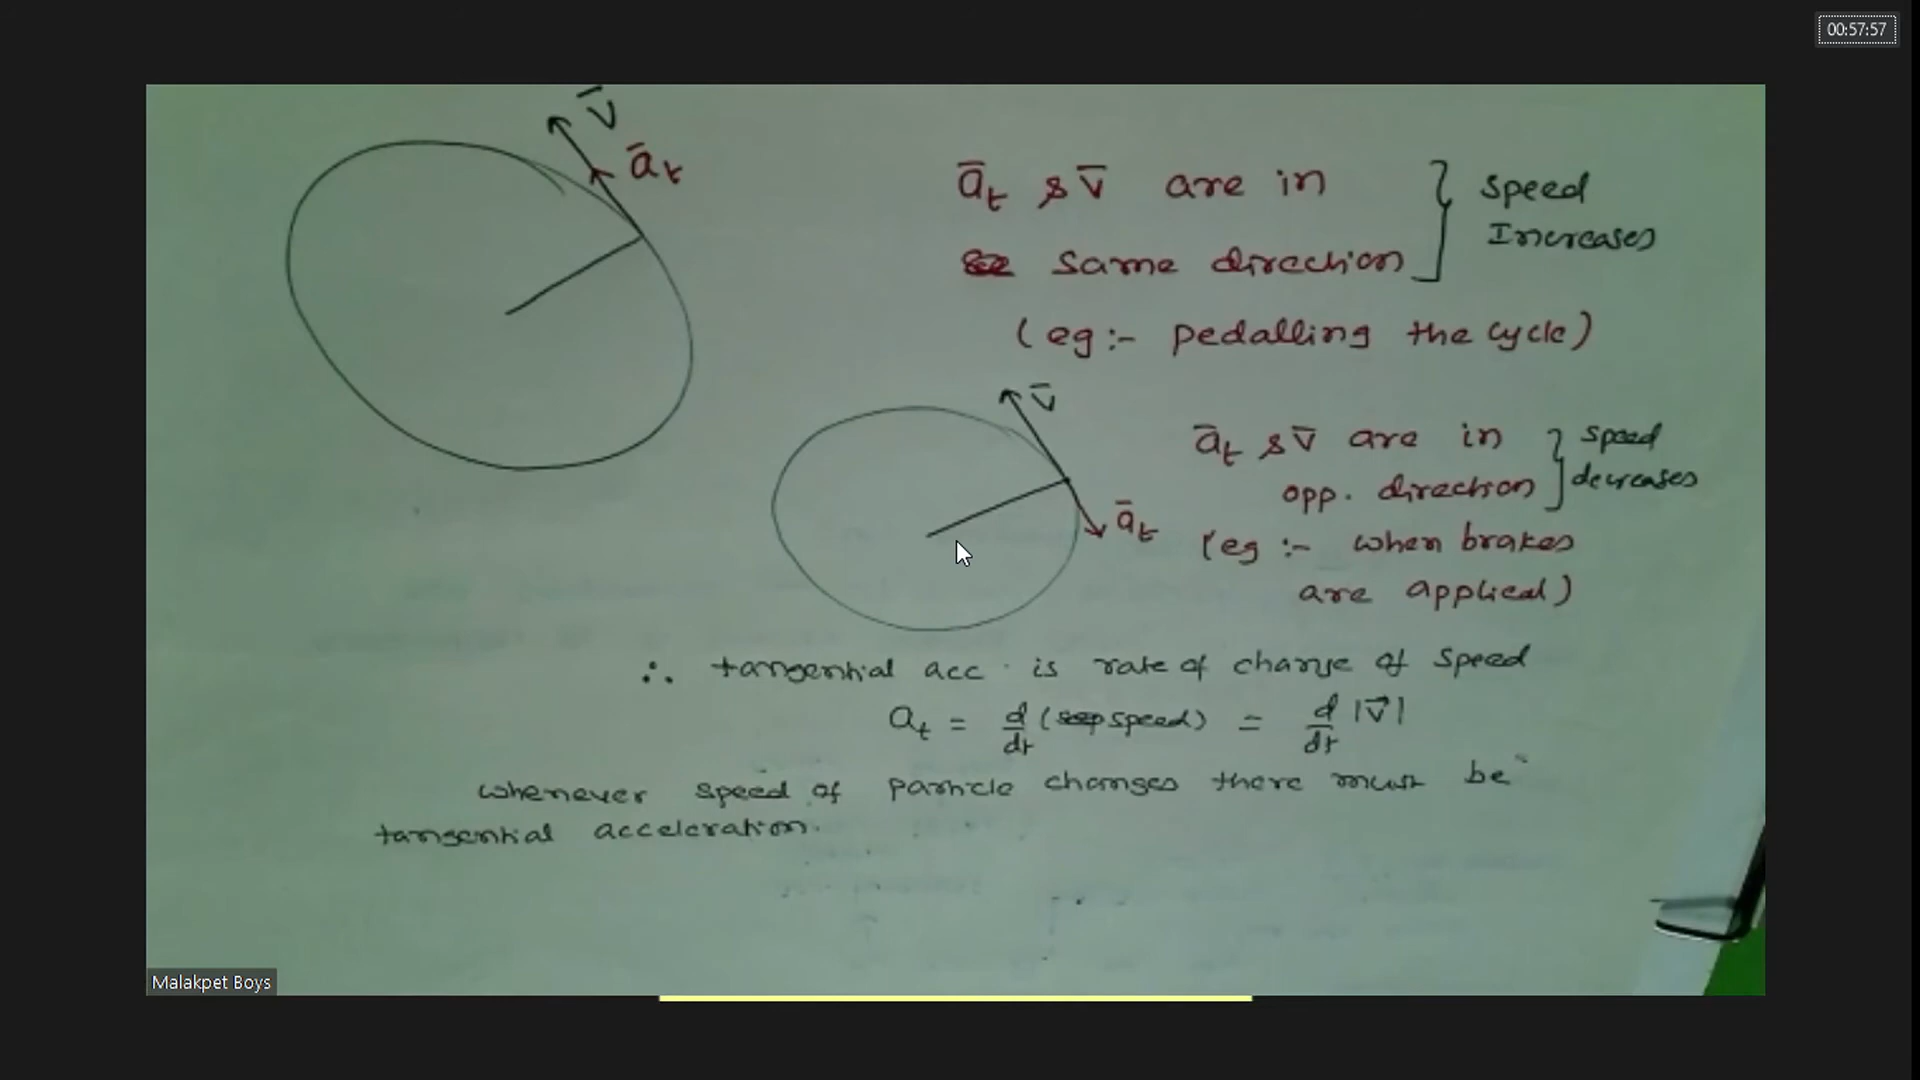 00:57:57
v̄
āt
āt & v̄ are in
same direction
speed
Increases
(eg :- pedalling the cycle)
v̄
āt
āt & v̄ are in
opp. direction
speed
decreases
(eg :- when brakes
are applied)
∴ tangential acc. is rate of change of speed
at = d/dt (speed) = d/dt |v⃗|
whenever speed of particle changes there must be
tangential acceleration.
Malakpet Boys